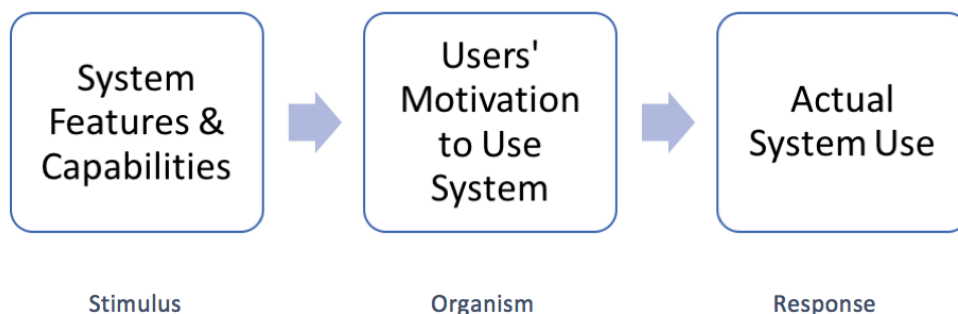 System
Features &
Capabilities
Users'
Motivation
to Use
System
Actual
System Use
Stimulus
Organism
Response